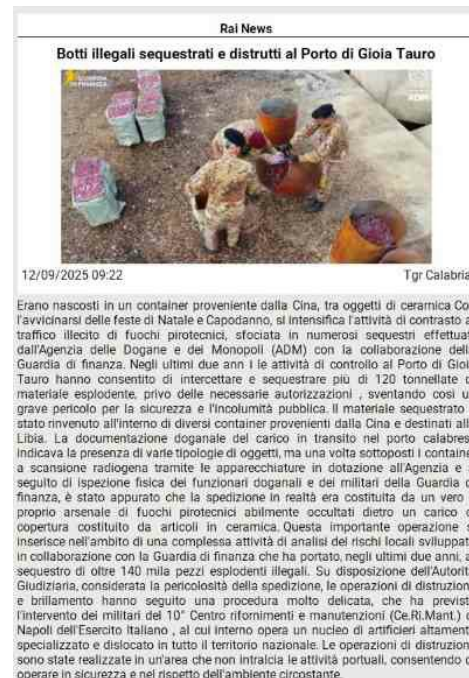 Rai News
Botti illegali sequestrati e distrutti al Porto di Gioia Tauro
GUARDIA
DI FINANZA
ADM
12/09/2025 09:22
Tgr Calabria
Erano nascosti in un container proveniente dalla Cina, tra oggetti di ceramica Co
l'avvicinarsi delle feste di Natale e Capodanno, si intensifica l'attività di contrasto a
traffico illecito di fuochi pirotecnici, sfociata in numerosi sequestri effettuat
dall'Agenzia delle Dogane e dei Monopoli (ADM) con la collaborazione dell
Guardia di finanza. Negli ultimi due ann i le attività di controllo al Porto di Gioi
Tauro hanno consentito di intercettare e sequestrare più di 120 tonnellate d
materiale esplodente, privo delle necessarie autorizzazioni , sventando così u
grave pericolo per la sicurezza e l'incolumità pubblica. Il materiale sequestrato
stato rinvenuto all'interno di diversi container provenienti dalla Cina e destinati all
Libia. La documentazione doganale del carico in transito nel porto calabres
indicava la presenza di varie tipologie di oggetti, ma una volta sottoposti i containe
a scansione radiogena tramite le apparecchiature in dotazione all'Agenzia e
seguito di ispezione fisica dei funzionari doganali e dei militari della Guardia d
finanza, è stato appurato che la spedizione in realtà era costituita da un vero
proprio arsenale di fuochi pirotecnici abilmente occultati dietro un carico d
copertura costituito da articoli in ceramica. Questa importante operazione s
inserisce nell'ambito di una complessa attività di analisi dei rischi locali sviluppat
in collaborazione con la Guardia di finanza che ha portato, negli ultimi due anni, a
sequestro di oltre 140 mila pezzi esplodenti illegali. Su disposizione dell'Autorit
Giudiziaria, considerata la pericolosità della spedizione, le operazioni di distruzion
e brillamento hanno seguito una procedura molto delicata, che ha previst
l'intervento dei militari del 10° Centro rifornimenti e manutenzioni (Ce.Ri.Mant.) d
Napoli dell'Esercito Italiano , al cui interno opera un nucleo di artificieri altament
specializzato e dislocato in tutto il territorio nazionale. Le operazioni di distruzion
sono state realizzate in un'area che non intralcia le attività portuali, consentendo d
operare in sicurezza e nel rispetto dell'ambiente circostante.